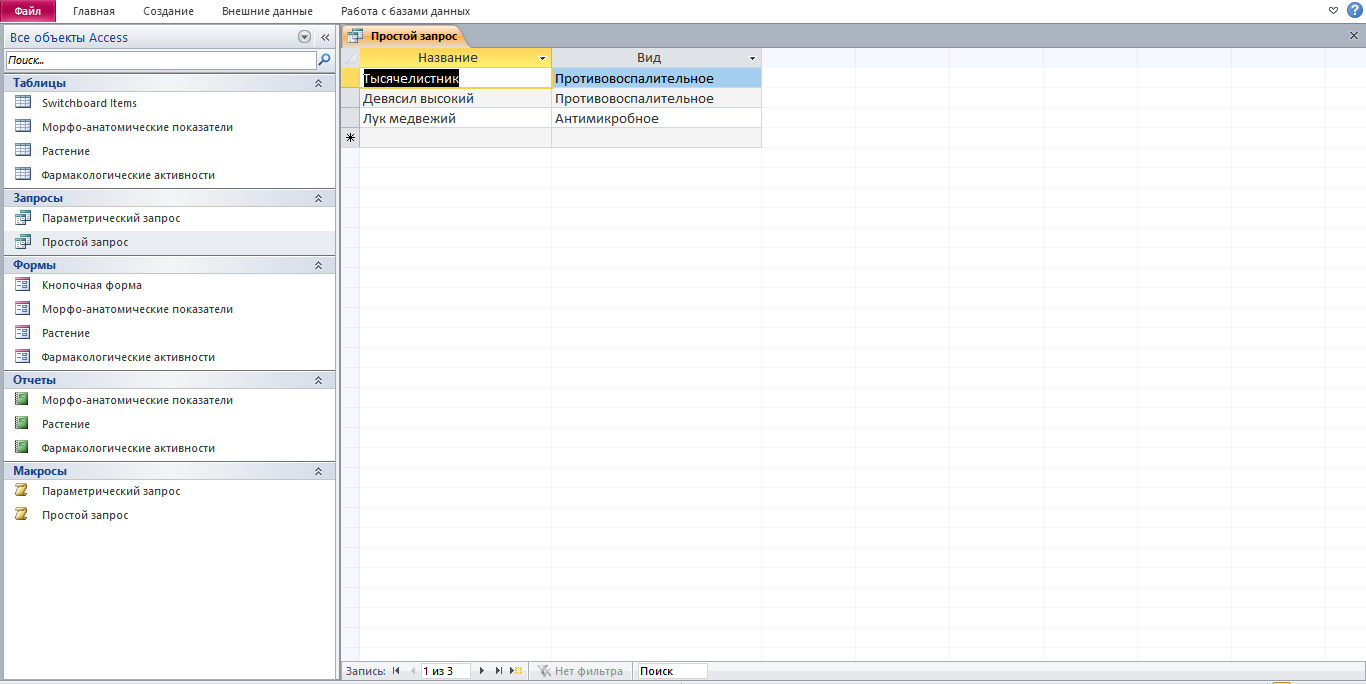 Файл Главная Создание Внешние данные Работа с базами данных
Все объекты Access
Поиск...
Таблицы
Switchboard Items
Морфо-анатомические показатели
Растение
Фармакологические активности
Запросы
Параметрический запрос
Простой запрос
Формы
Кнопочная форма
Морфо-анатомические показатели
Растение
Фармакологические активности
Отчеты
Морфо-анатомические показатели
Растение
Фармакологические активности
Макросы
Параметрический запрос
Простой запрос
Простой запрос
Название Вид
Тысячелистник Противовоспалительное
Девясил высокий Противовоспалительное
Лук медвежий Антимикробное
Запись: 1 из 3 Нет фильтра Поиск